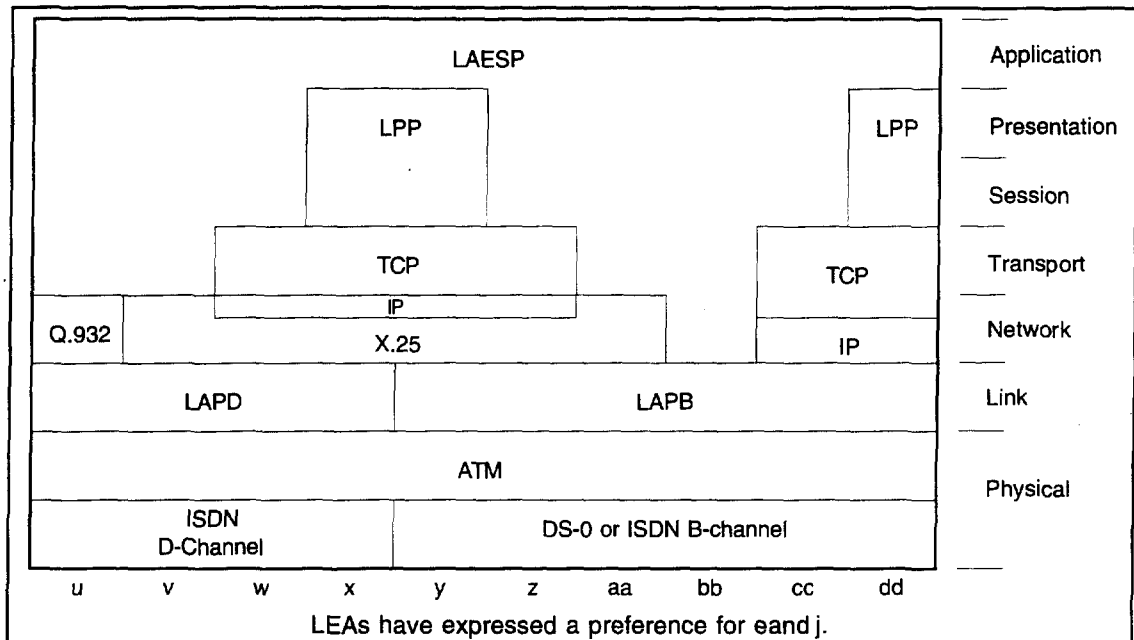 LAESP
Application
LPP
LPP
Presentation
Session
TCP
TCP
Transport
IP
Q.932
X.25
IP
Network
LAPD
LAPB
Link
ATM
Physical
ISDN
D-Channel
DS-0 or ISDN B-channel
u v w x y z aa bb cc dd
LEAs have expressed a preference for eand j.